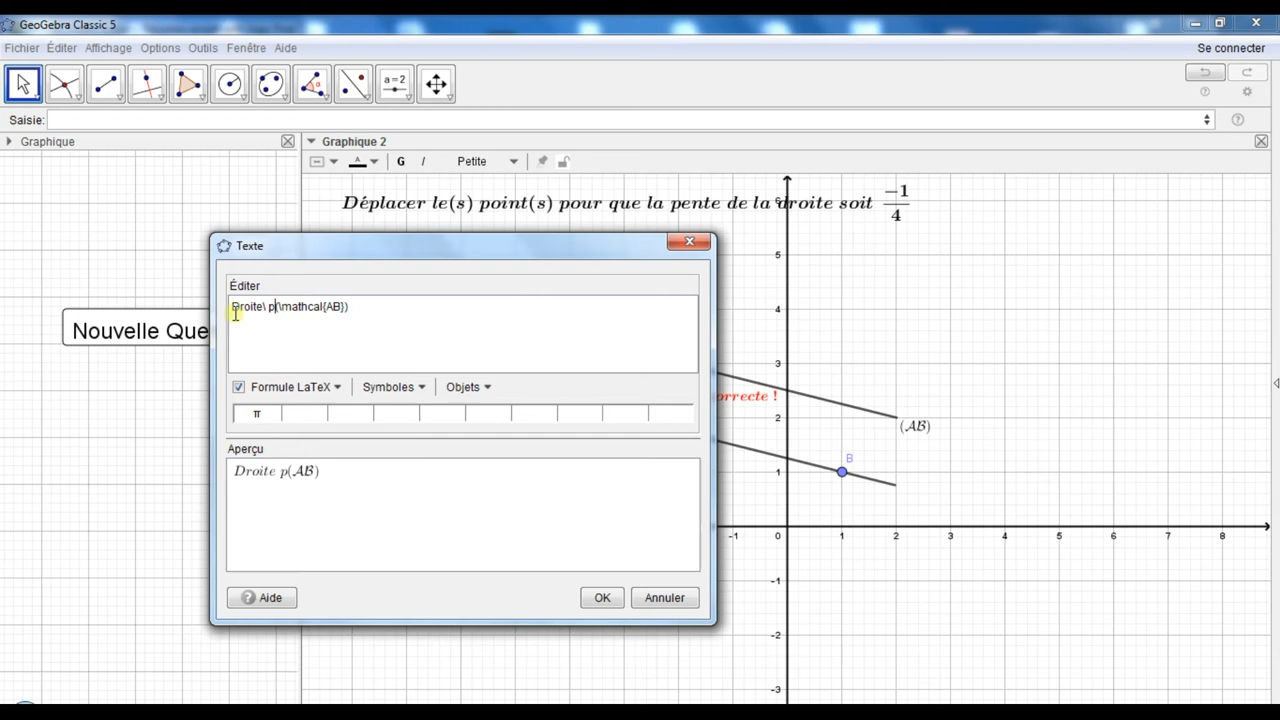 GeoGebra Classic 5
Fichier Éditer Affichage Options Outils Fenêtre Aide
Se connecter
a=2
Saisie:
Graphique
Graphique 2
A G I Petite
Déplacer le(s) point(s) pour que la pente de la droite soit -1/4
Texte
Éditer
Droite\ p(\mathcal{AB})
Nouvelle Que
Formule LaTeX Symboles Objets
π
orrecte !
(AB)
Aperçu
B
Droite p(AB)
Aide OK Annuler
6
5
4
3
2
1
-1 0 1 2 3 4 5 6 7 8
-1
-2
-3